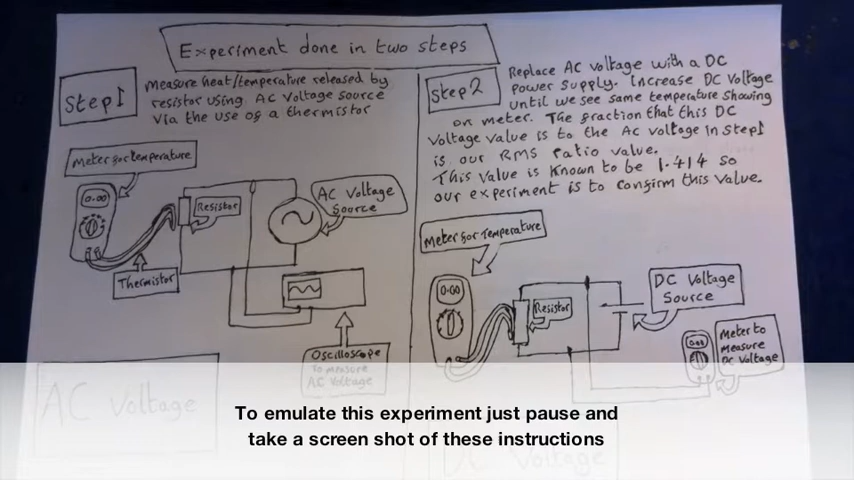 Experiment done in two steps
Step 1
Measure heat/temperature released by
resistor using AC Voltage source
via the use of a thermistor
Meter for temperature
0.00
Resistor
AC Voltage
Source
Thermistor
Oscilloscope
To measure
AC Voltage
AC Voltage
Step 2
Replace AC voltage with a DC
power supply. Increase DC Voltage
until we see same temperature showing
on meter. The fraction that this DC
Voltage value is to the AC voltage in Step 1
is our RMS ratio value.
This value is known to be 1.414 so
our experiment is to confirm this value.
Meter for Temperature
0.00
Resistor
DC Voltage
Source
Meter to
measure
DC Voltage
Voltage
To emulate this experiment just pause and
take a screen shot of these instructions